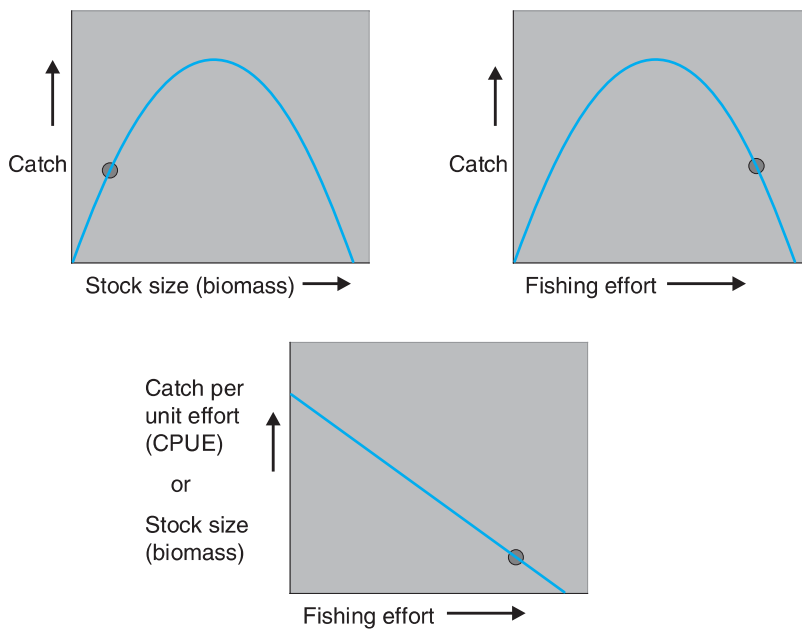 Catch
Stock size (biomass)
Catch
Fishing effort
Catch per
unit effort
(CPUE)
or
Stock size
(biomass)
Fishing effort